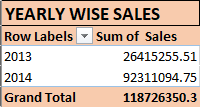 YEARLY WISE SALES
Row Labels Sum of Sales
2013 26415255.51
2014 92311094.75
Grand Total 118726350.3